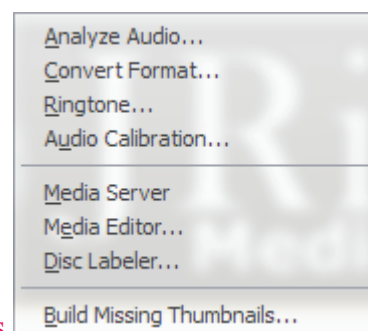 Analyze Audio...
Convert Format...
Ringtone...
Audio Calibration...
Media Server
Media Editor...
Disc Labeler...
Build Missing Thumbnails...